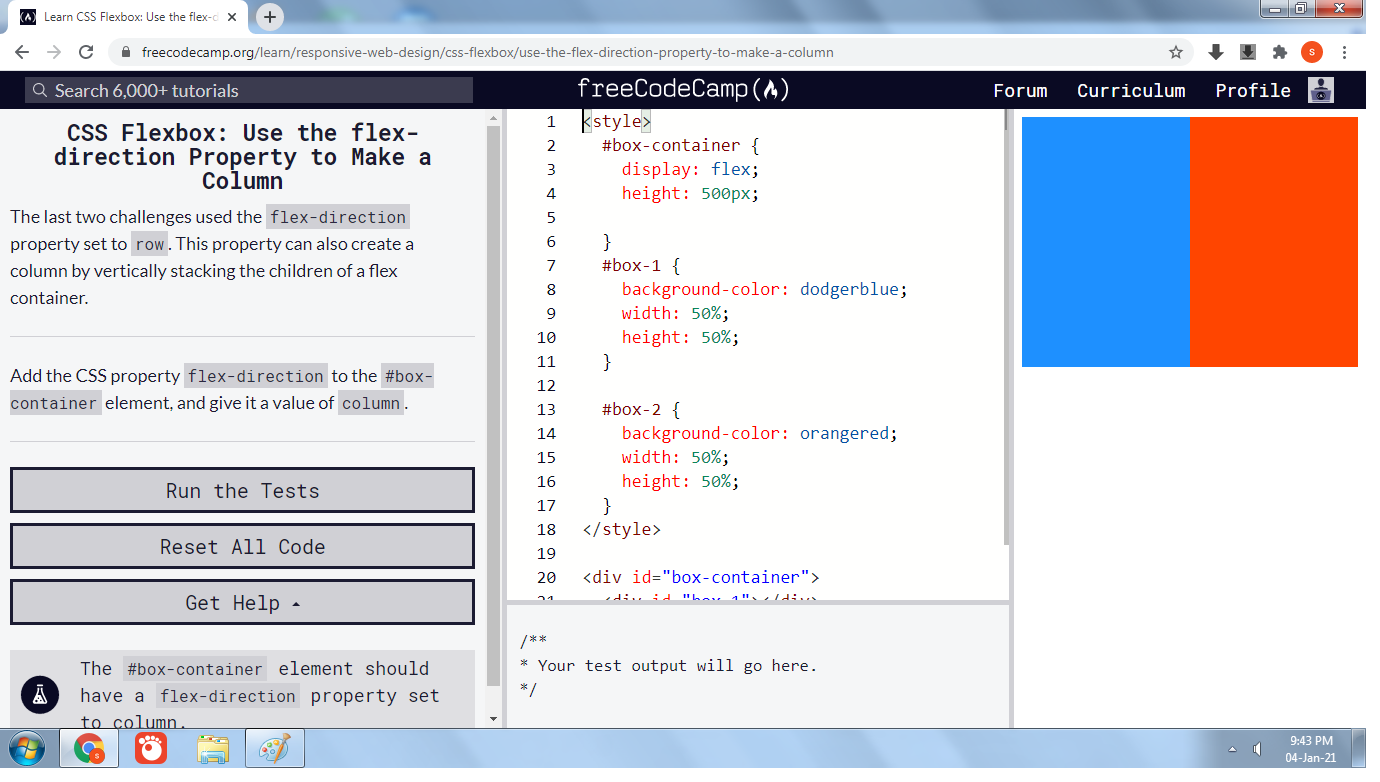 Learn CSS Flexbox: Use the flex-d
freecodecamp.org/learn/responsive-web-design/css-flexbox/use-the-flex-direction-property-to-make-a-column
S
Search 6,000+ tutorials
freeCodeCamp
Forum Curriculum Profile
CSS Flexbox: Use the flex-
direction Property to Make a
Column
The last two challenges used the flex-direction
property set to row. This property can also create a
column by vertically stacking the children of a flex
container.
Add the CSS property flex-direction to the #box-
container element, and give it a value of column.
Run the Tests
Reset All Code
Get Help
The #box-container element should
have a flex-direction property set
to column.
1 <style>
2 #box-container {
3 display: flex;
4 height: 500px;
5
6 }
7 #box-1 {
8 background-color: dodgerblue;
9 width: 50%;
10 height: 50%;
11 }
12
13 #box-2 {
14 background-color: orangered;
15 width: 50%;
16 height: 50%;
17 }
18 </style>
19
20 <div id="box-container">
21 <div id="box-1"></div>
/**
* Your test output will go here.
*/
S
9:43 PM
04-Jan-21